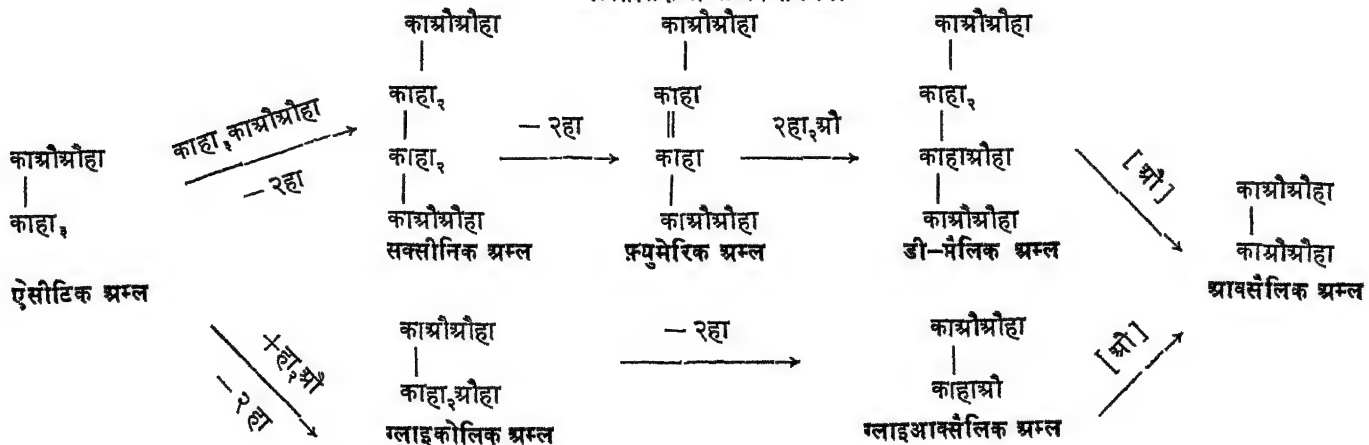 काऔऔहा काऔऔहा काऔऔहा
काहा२ काहा काहा२
काहा३काऔऔहा
– २हा
– २हा
२हा२औ
काऔऔहा
काहा३
ऐसीटिक अम्ल
काहा२ काहा काहाऔहा
काऔऔहा काऔऔहा काऔऔहा
सक्सीनिक अम्ल फ़्युमेरिक अम्ल डी–मैलिक अम्ल
[औ]
काऔऔहा
काऔऔहा
आक्सैलिक अम्ल
+हा२औ
–२ हा
काऔऔहा
काहा२औहा
ग्लाइकोलिक अम्ल
– २हा
काऔऔहा
काहाऔ
ग्लाइआक्सैलिक अम्ल
[औ]